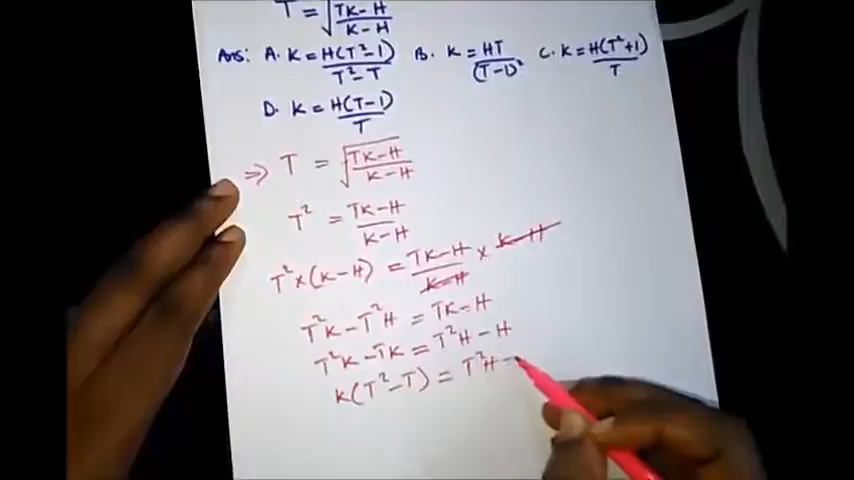 T = √(TK-H / K-H)
Ans: A. K = H(T²-1) / T²-T B. K = HT / (T-1)² C. K = H(T²+1) / T
D. K = H(T-1) / T
⇒ T = √(TK-H / K-H)
T² = TK-H / K-H
T² × (K-H) = TK-H / K-H × K-H
T²K - T²H = TK-H
T²K - TK = T²H - H
K(T² - T) = T²H -